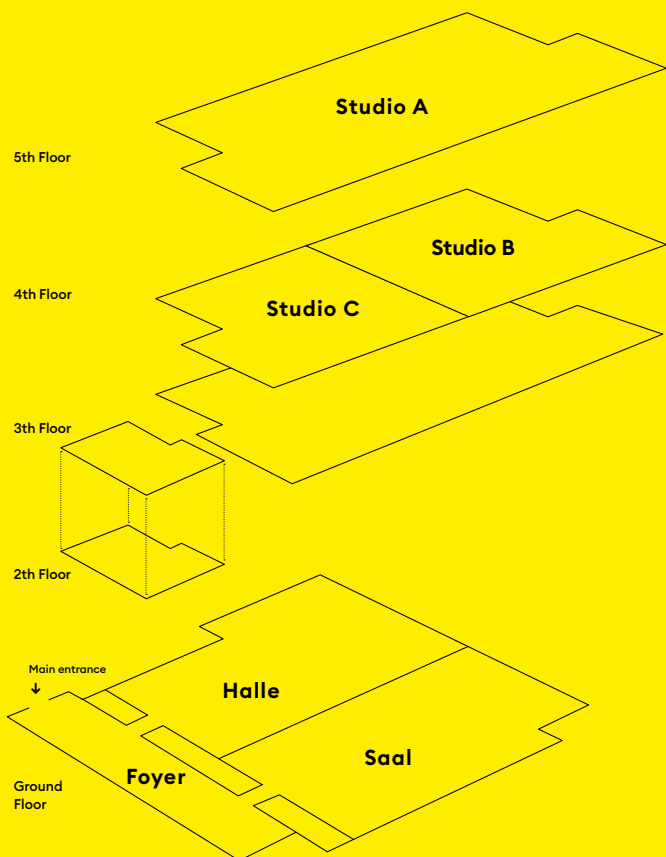 Studio A
5th Floor
Studio B
4th Floor
Studio C
3th Floor
2th Floor
Main entrance
Halle
Saal
Foyer
Ground
Floor